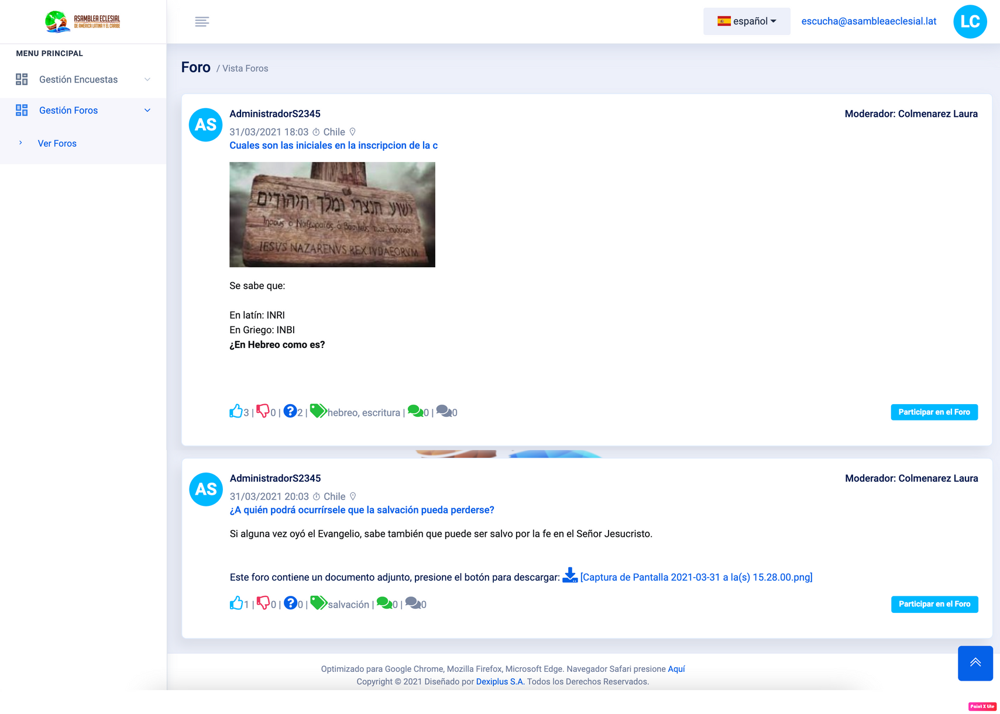 ASAMBLEA ECLESIAL
DE AMÉRICA LATINA Y EL CARIBE
español
escucha@asambleaeclesial.lat
LC
MENU PRINCIPAL
Gestión Encuestas
Gestión Foros
Ver Foros
Foro / Vista Foros
AS
AdministradorS2345
Moderador: Colmenarez Laura
31/03/2021 18:03 Chile
Cuales son las iniciales en la inscripcion de la c
ישוע הנצרי ומלך היהודים
Ἰησοῦς ὁ Ναζωραῖος ὁ Βασιλεὺς τῶν Ἰουδαίων
IESVS NAZARENVS REX IVDAEORVM
Se sabe que:
En latín: INRI
En Griego: INBI
¿En Hebreo como es?
3 | 0 | 2 | hebreo, escritura | 0 | 0
Participar en el Foro
AS
AdministradorS2345
Moderador: Colmenarez Laura
31/03/2021 20:03 Chile
¿A quién podrá ocurrírsele que la salvación pueda perderse?
Si alguna vez oyó el Evangelio, sabe también que puede ser salvo por la fe en el Señor Jesucristo.
Este foro contiene un documento adjunto, presione el botón para descargar: [Captura de Pantalla 2021-03-31 a la(s) 15.28.00.png]
1 | 0 | 0 | salvación | 0 | 0
Participar en el Foro
Optimizado para Google Chrome, Mozilla Firefox, Microsoft Edge. Navegador Safari presione Aquí
Copyright © 2021 Diseñado por Dexiplus S.A. Todos los Derechos Reservados.
Paint X Lite